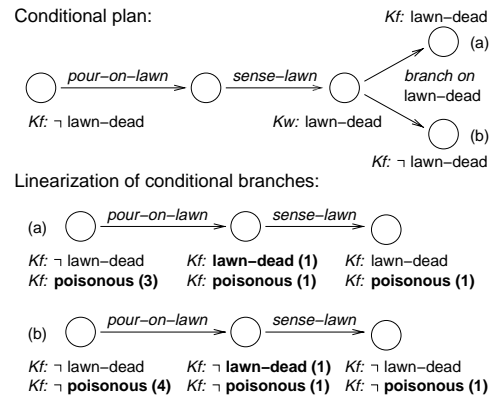 Conditional plan:
Kf: lawn−dead
(a)
pour−on−lawn sense−lawn branch on
lawn−dead
Kf: ¬ lawn−dead Kw: lawn−dead
(b)
Kf: ¬ lawn−dead
Linearization of conditional branches:
pour−on−lawn sense−lawn
(a)
Kf: ¬ lawn−dead Kf: lawn−dead (1) Kf: lawn−dead
Kf: poisonous (3) Kf: poisonous (1) Kf: poisonous (1)
pour−on−lawn sense−lawn
(b)
Kf: ¬ lawn−dead Kf: ¬ lawn−dead (1) Kf: ¬ lawn−dead
Kf: ¬ poisonous (4) Kf: ¬ poisonous (1) Kf: ¬ poisonous (1)